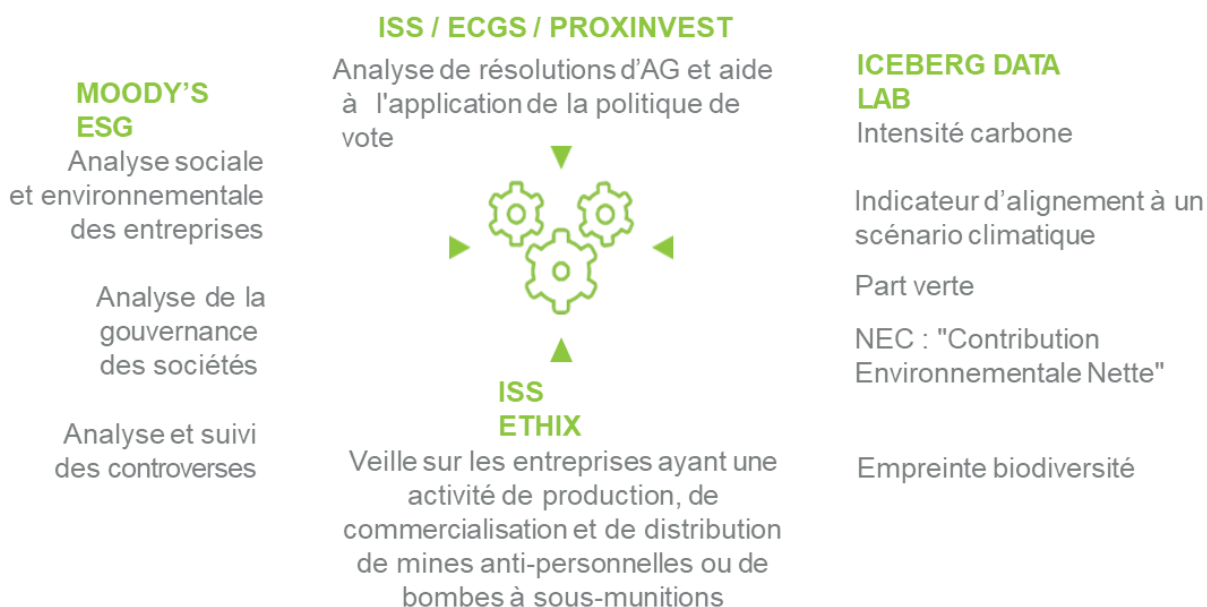 ISS / ECGS / PROXINVEST
Analyse de résolutions d'AG et aide
à l'application de la politique de
vote
MOODY'S
ESG
Analyse sociale
et environnementale
des entreprises
Analyse de la
gouvernance
des sociétés
Analyse et suivi
des controverses
ICEBERG DATA
LAB
Intensité carbone
Indicateur d'alignement à un
scénario climatique
Part verte
NEC : "Contribution
Environnementale Nette"
Empreinte biodiversité
ISS
ETHIX
Veille sur les entreprises ayant une
activité de production, de
commercialisation et de distribution
de mines anti-personnelles ou de
bombes à sous-munitions